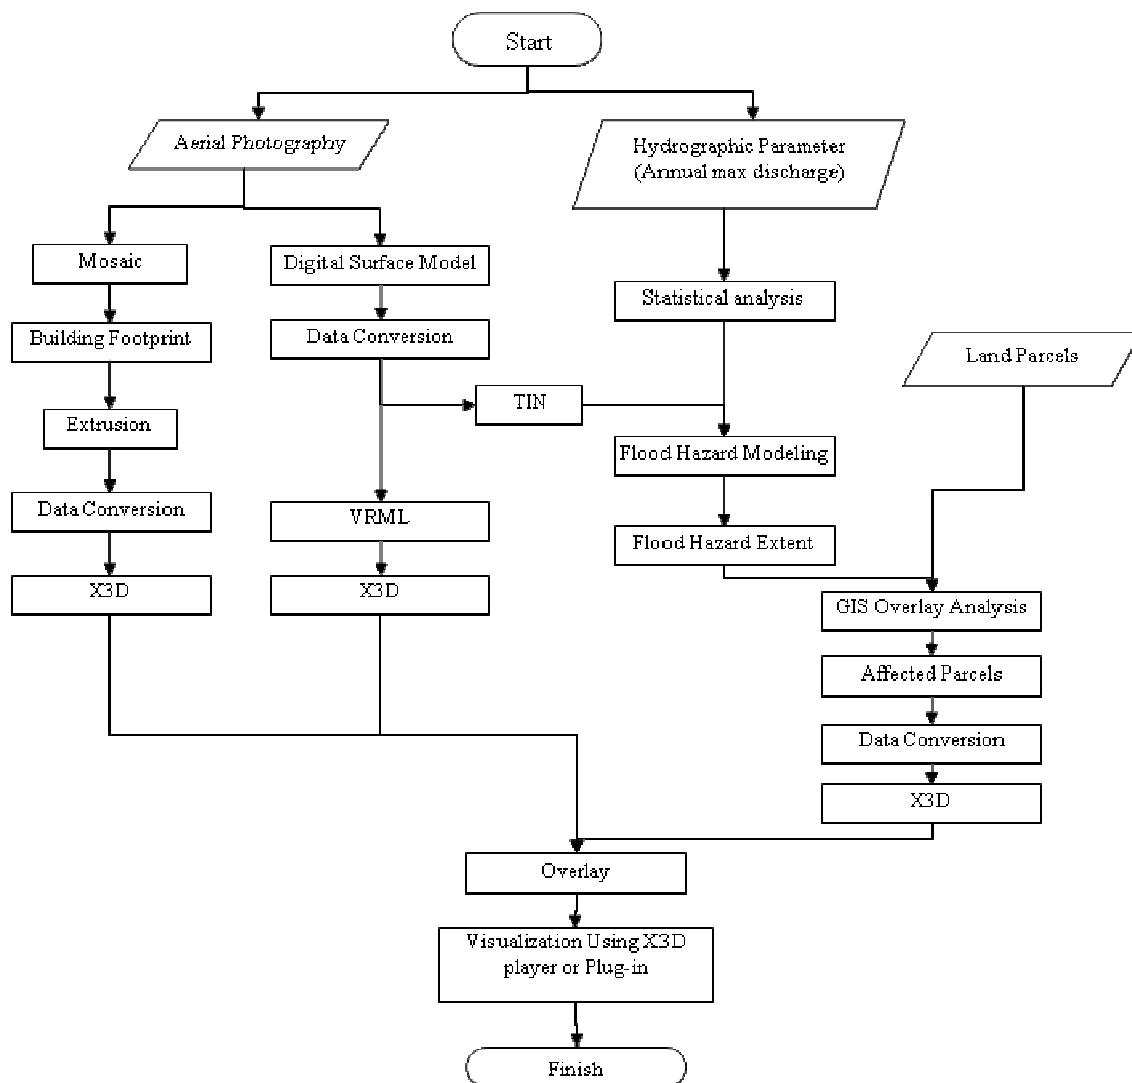 Start
Aerial Photography
Hydrographic Parameter
(Annual max discharge)
Mosaic
Digital Surface Model
Statistical analysis
Building Footprint
Data Conversion
Land Parcels
TIN
Extrusion
Flood Hazard Modeling
Data Conversion
VRML
Flood Hazard Extent
X3D
X3D
GIS Overlay Analysis
Affected Parcels
Data Conversion
X3D
Overlay
Visualization Using X3D
player or Plug-in
Finish